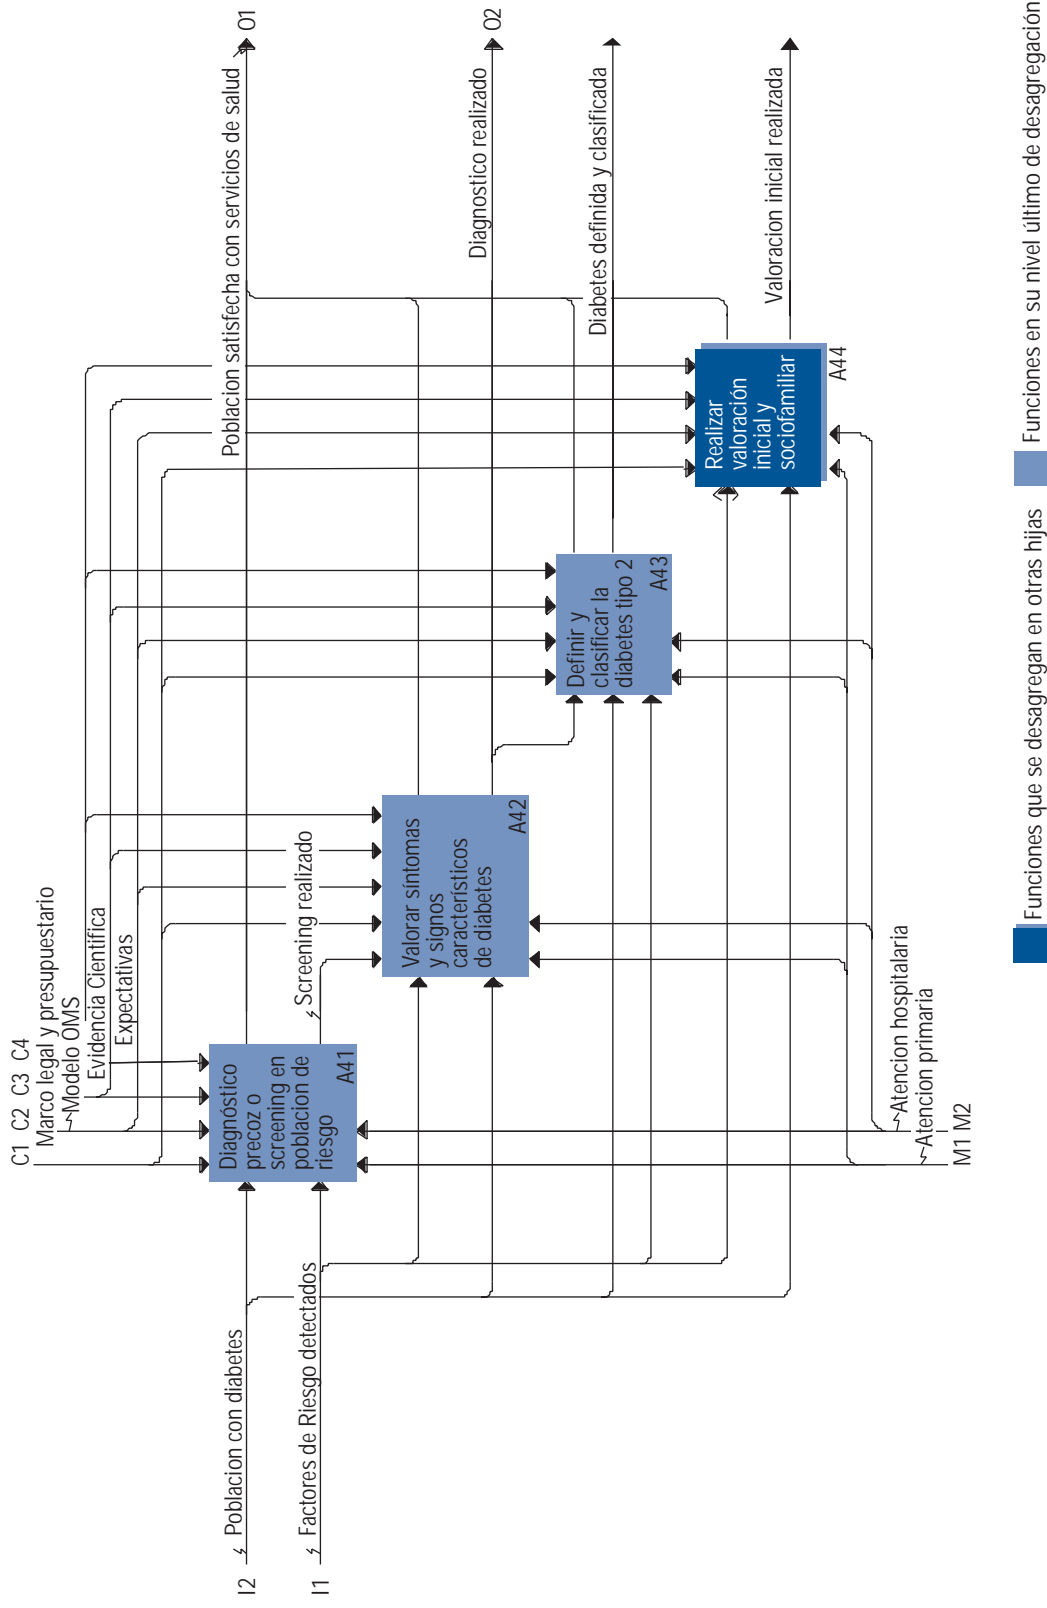 C1 C2 C3 C4
Marco legal y presupuestario
Modelo OMS
Evidencia Cientifica
Expectativas
I2
Poblacion con diabetes
I1
Factores de Riesgo detectados
Diagnóstico
precoz o
screening en
poblacion de
riesgo
A41
Screening realizado
Valorar síntomas
y signos
característicos
de diabetes
A42
Definir y
clasificar la
diabetes tipo 2
A43
Realizar
valoración
inicial y
sociofamiliar
A44
Poblacion satisfecha con servicios de salud
O1
Diagnostico realizado
O2
Diabetes definida y clasificada
Valoracion inicial realizada
Atencion hospitalaria
Atencion primaria
M1 M2
Funciones que se desagregan en otras hijas
Funciones en su nivel último de desagregación